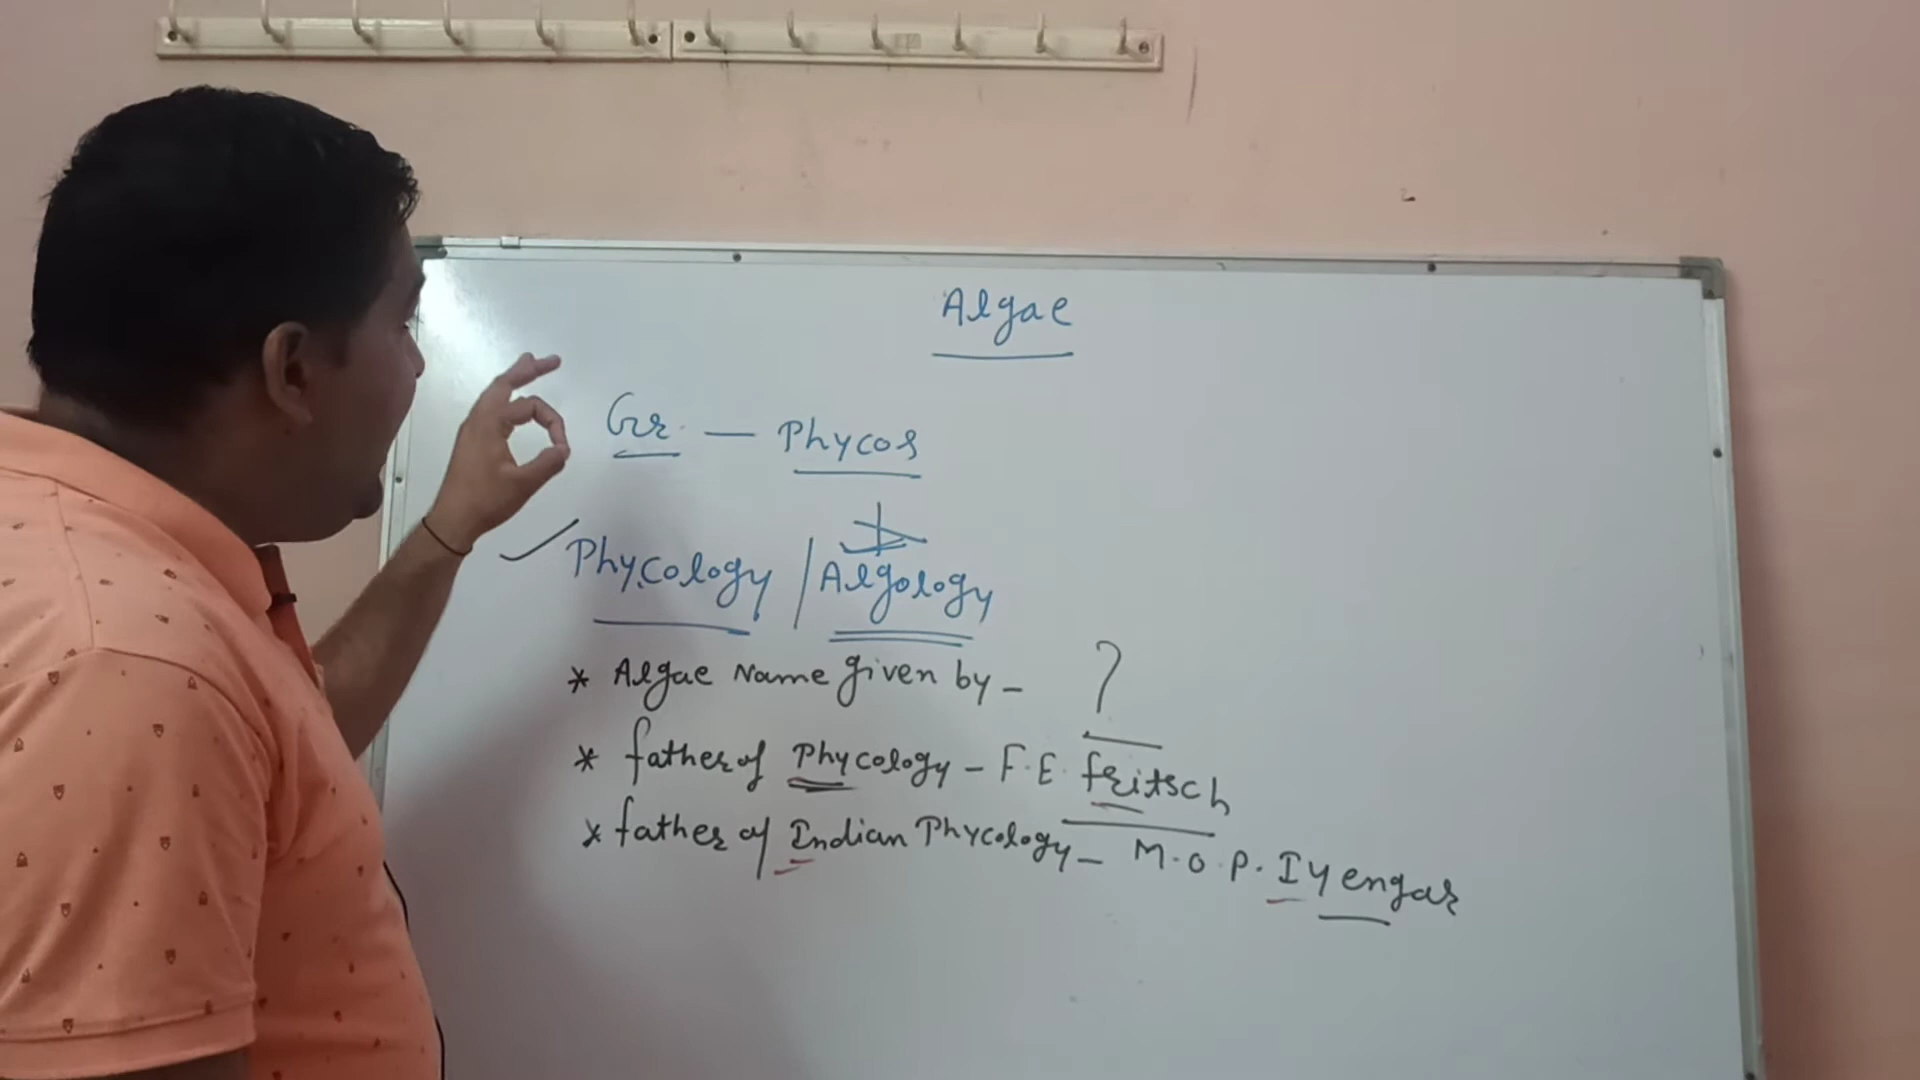 Algae
Gr. — Phycos
Phycology / Algology
* Algae Name given by - ?
* father of Phycology - F.E. fritsch
* father of Indian Phycology - M.O.P. Iyengar